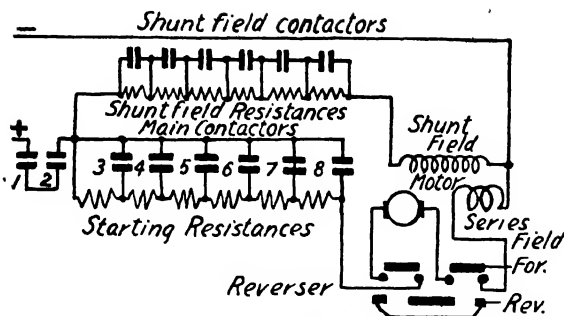 Shunt field contactors
−
Shunt field Resistances
Main Contactors
+
1 2 3 4 5 6 7 8
Shunt
Field
Motor
Starting Resistances
Series
Field
For.
Reverser
Rev.